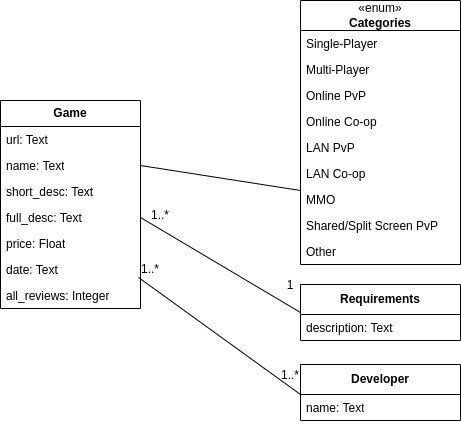 «enum»
Categories
Single-Player
Multi-Player
Online PvP
Online Co-op
LAN PvP
LAN Co-op
MMO
Shared/Split Screen PvP
Other
Game
url: Text
name: Text
short_desc: Text
full_desc: Text
price: Float
date: Text
all_reviews: Integer
1..*
1
1..*
1..*
Requirements
description: Text
Developer
name: Text